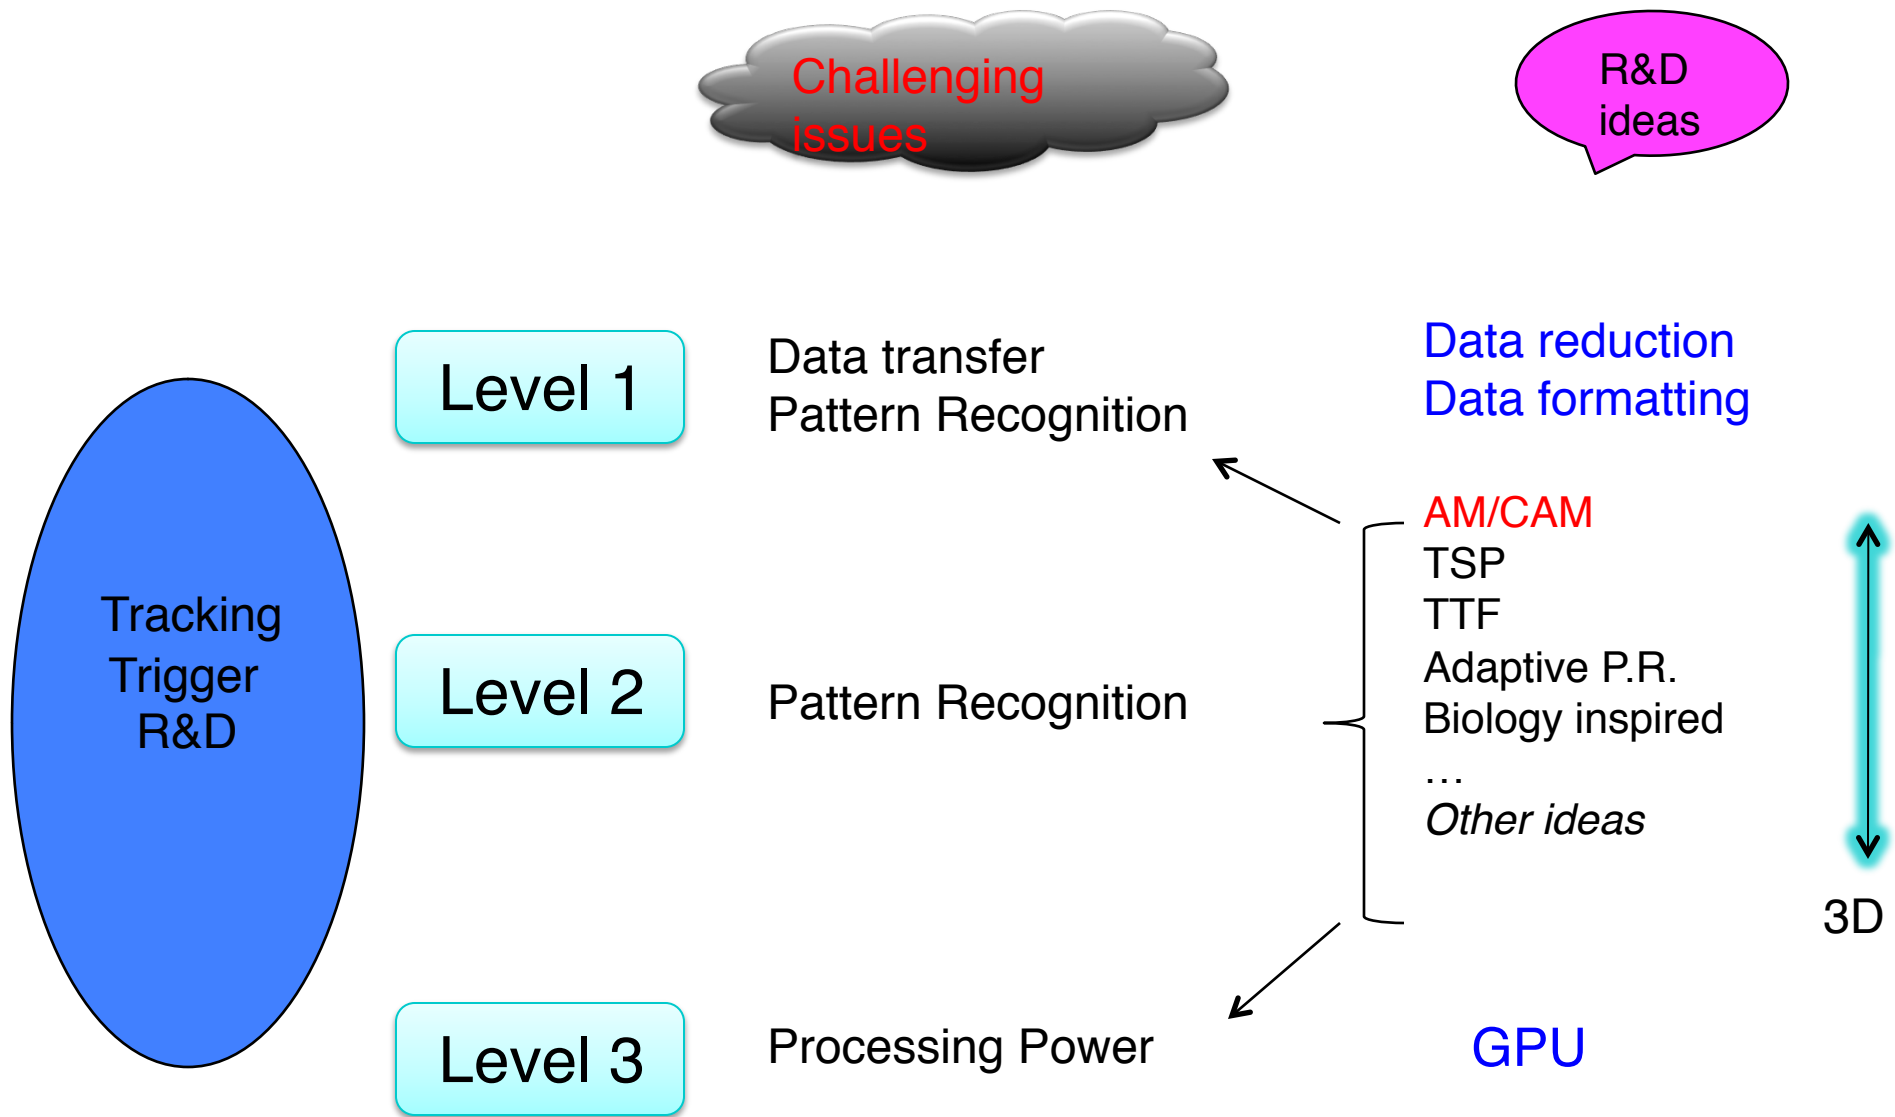 Challenging
issues
R&D
ideas
Tracking
Trigger
R&D
Level 1
Data transfer
Pattern Recognition
Data reduction
Data formatting
Level 2
Pattern Recognition
AM/CAM
TSP
TTF
Adaptive P.R.
Biology inspired
…
Other ideas
3D
Level 3
Processing Power
GPU